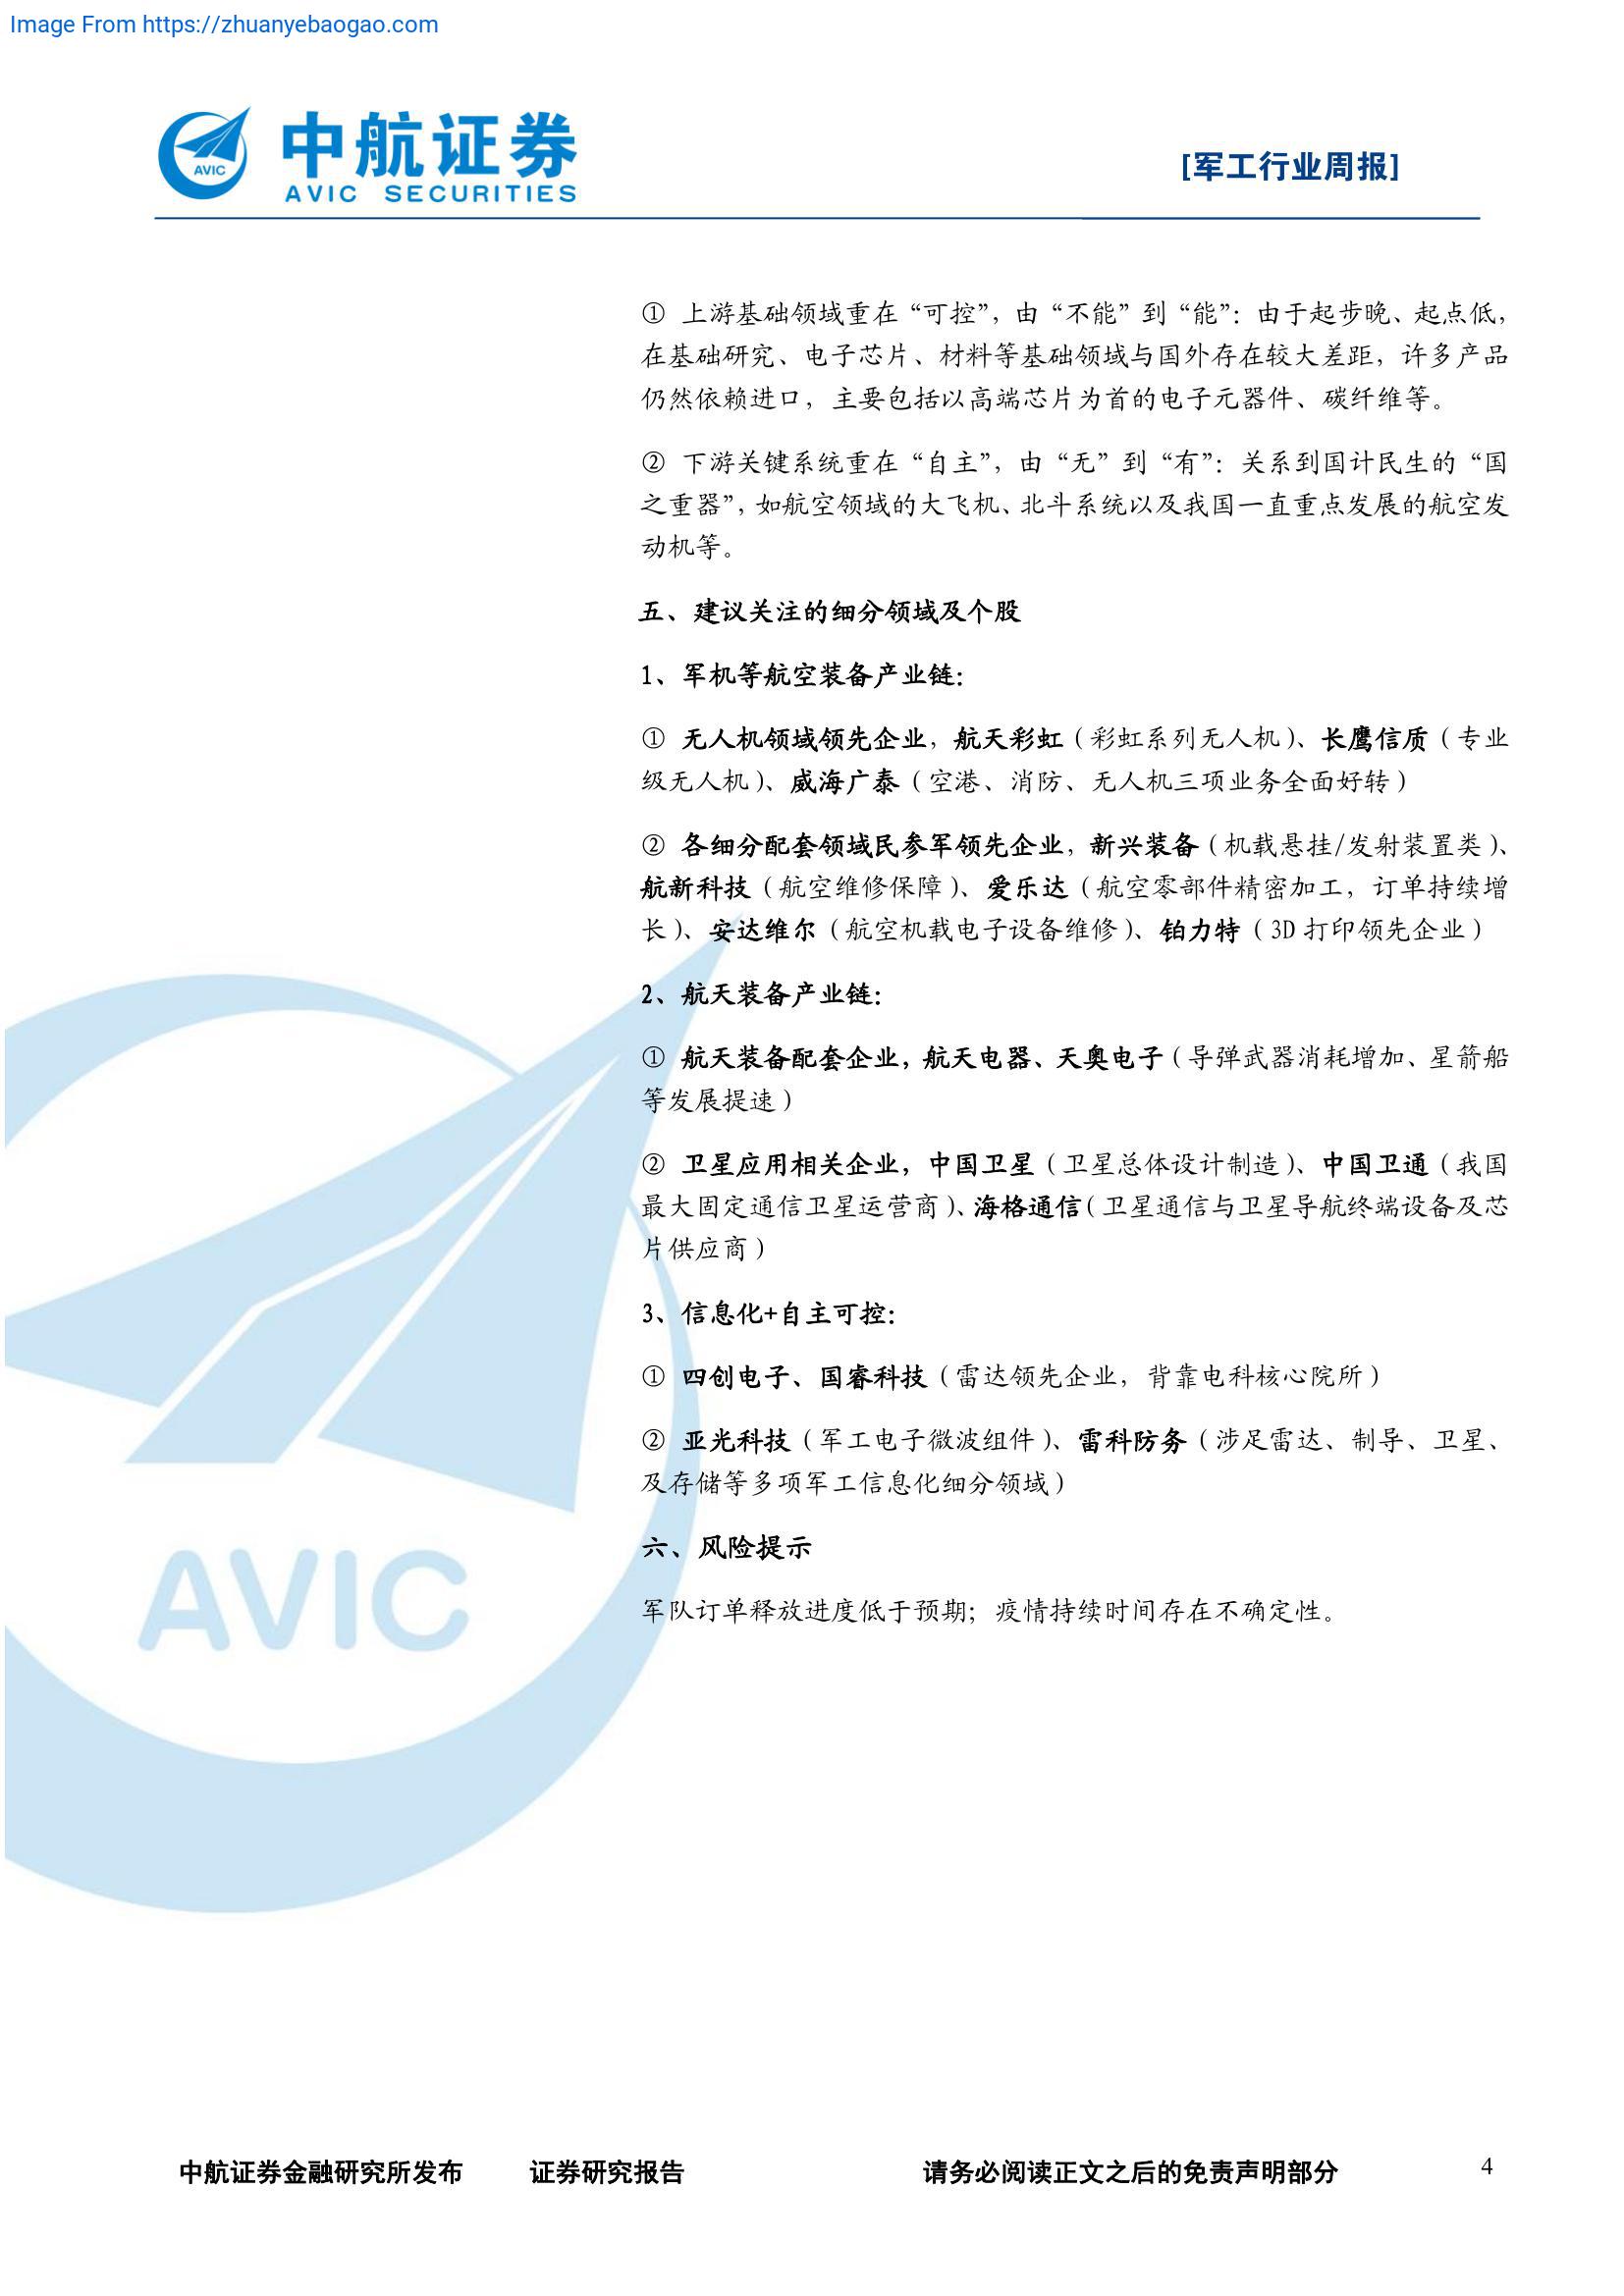 Image From https://zhuanyebaogao.com
AVIC
中航证券
AVIC SECURITIES
[军工行业周报]
① 上游基础领域重在“可控”，由“不能”到“能”：由于起步晚、起点低，
在基础研究、电子芯片、材料等基础领域与国外存在较大差距，许多产品
仍然依赖进口，主要包括以高端芯片为首的电子元器件、碳纤维等。
② 下游关键系统重在“自主”，由“无”到“有”：关系到国计民生的“国
之重器”，如航空领域的大飞机、北斗系统以及我国一直重点发展的航空发
动机等。
五、建议关注的细分领域及个股
1、军机等航空装备产业链：
① 无人机领域领先企业，航天彩虹（彩虹系列无人机）、长鹰信质（专业
级无人机）、威海广泰（空港、消防、无人机三项业务全面好转）
② 各细分配套领域民参军领先企业，新兴装备（机载悬挂/发射装置类）、
航新科技（航空维修保障）、爱乐达（航空零部件精密加工，订单持续增
长）、安达维尔（航空机载电子设备维修）、铂力特（3D 打印领先企业）
2、航天装备产业链：
① 航天装备配套企业，航天电器、天奥电子（导弹武器消耗增加、星箭船
等发展提速）
② 卫星应用相关企业，中国卫星（卫星总体设计制造）、中国卫通（我国
最大固定通信卫星运营商）、海格通信（卫星通信与卫星导航终端设备及芯
片供应商）
3、信息化+自主可控：
① 四创电子、国睿科技（雷达领先企业，背靠电科核心院所）
② 亚光科技（军工电子微波组件）、雷科防务（涉足雷达、制导、卫星、
及存储等多项军工信息化细分领域）
六、风险提示
军队订单释放进度低于预期；疫情持续时间存在不确定性。
AVIC
中航证券金融研究所发布 证券研究报告 请务必阅读正文之后的免责声明部分 4